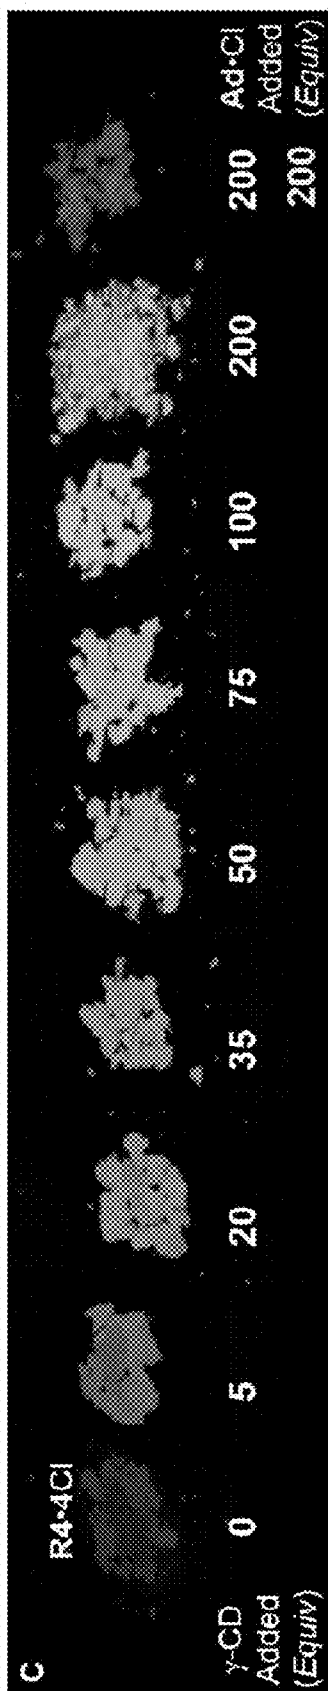 C
R4•4Cl
γ-CD
Added
(Equiv)
0
5
20
35
50
75
100
200
200
200
Ad•Cl
Added
(Equiv)